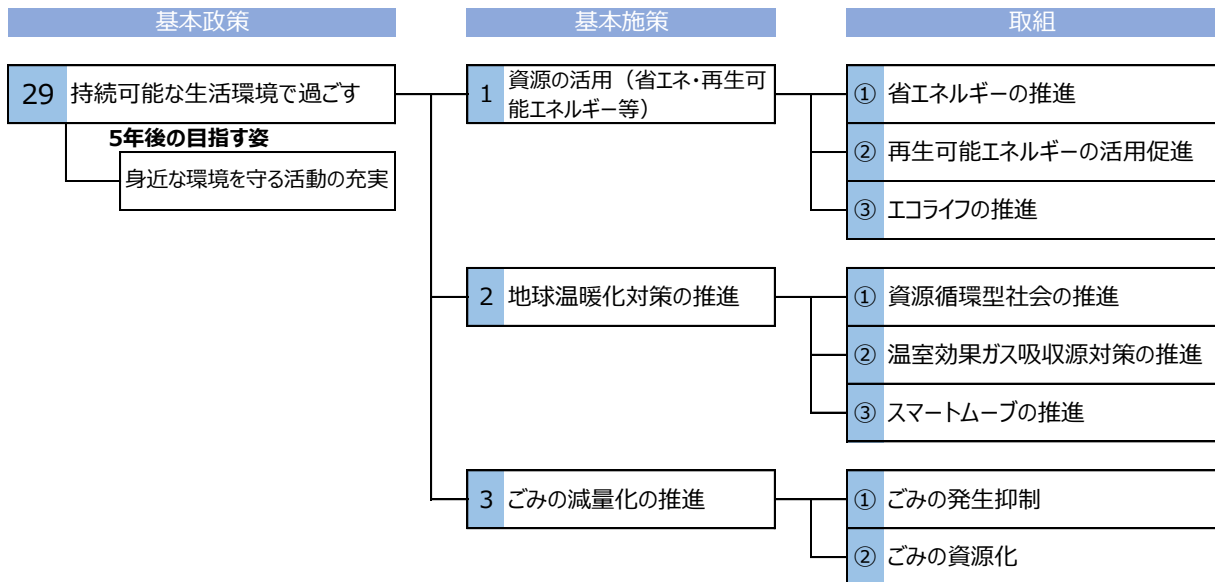 基本政策
基本施策
取組
29 持続可能な生活環境で過ごす
5年後の目指す姿
身近な環境を守る活動の充実
1 資源の活用（省エネ・再生可
能エネルギー等）
① 省エネルギーの推進
② 再生可能エネルギーの活用促進
③ エコライフの推進
2 地球温暖化対策の推進
① 資源循環型社会の推進
② 温室効果ガス吸収源対策の推進
③ スマートムーブの推進
3 ごみの減量化の推進
① ごみの発生抑制
② ごみの資源化